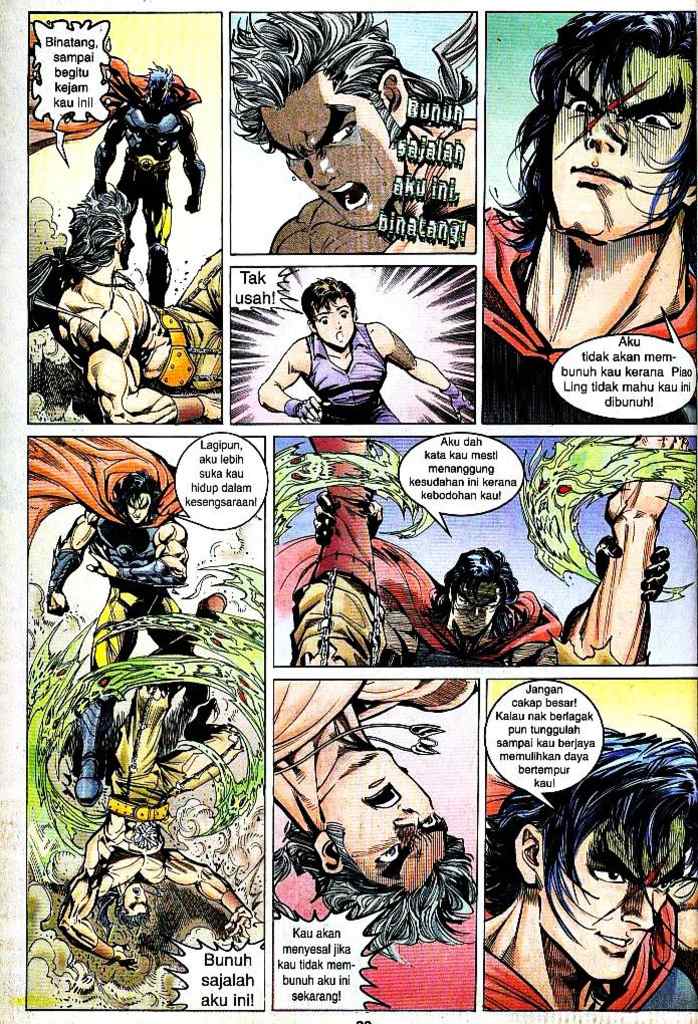 Binatang,
sampai
begitu
kejam
kau ini!
Bunuh
sajalah
aku ini,
binatang!
Tak
usah!
Aku
tidak akan mem-
bunuh kau kerana Piao
Ling tidak mahu kau ini
dibunuh!
Lagipun,
aku lebih
suka kau
hidup dalam
kesengsaraan!
Aku dah
kata kau mesti
menanggung
kesudahan ini kerana
kebodohan kau!
Bunuh
sajalah
aku ini!
Kau akan
menyesal jika
kau tidak mem-
bunuh aku ini
sekarang!
Jangan
cakap besar!
Kalau nak berlagak
pun tunggulah
sampai kau berjaya
memulihkan daya
bertempur
kau!